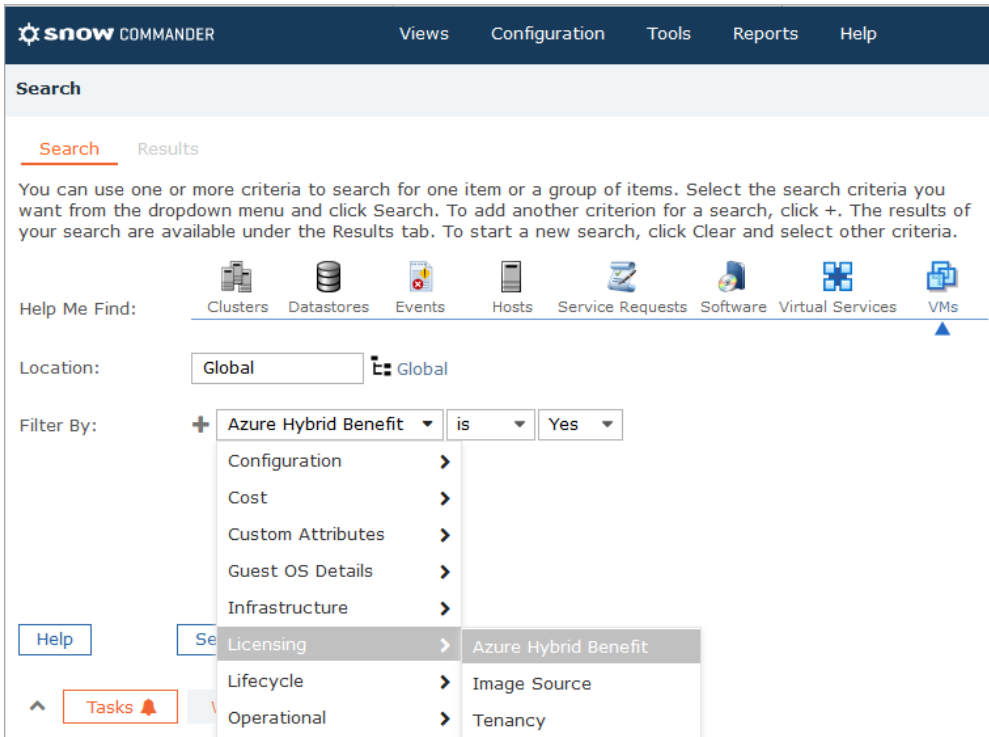 snow COMMANDER Views Configuration Tools Reports Help
Search
Search Results
You can use one or more criteria to search for one item or a group of items. Select the search criteria you
want from the dropdown menu and click Search. To add another criterion for a search, click +. The results of
your search are available under the Results tab. To start a new search, click Clear and select other criteria.
Help Me Find: Clusters Datastores Events Hosts Service Requests Software Virtual Services VMs
Location: Global Global
Filter By: Azure Hybrid Benefit is Yes
Configuration
Cost
Custom Attributes
Guest OS Details
Infrastructure
Help Se Licensing Azure Hybrid Benefit
Lifecycle Image Source
Tasks Operational Tenancy